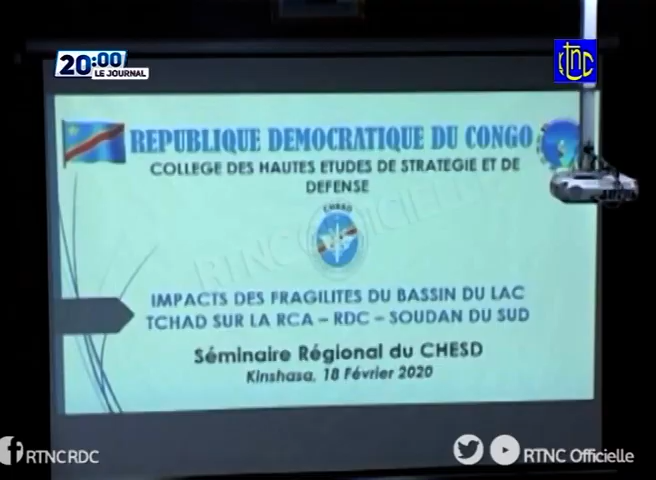 20:00
LE JOURNAL
rtnc
REPUBLIQUE DEMOCRATIQUE DU CONGO
COLLEGE DES HAUTES ETUDES DE STRATEGIE ET DE
DEFENSE
CHESD
RTNC OFFICIELLE
IMPACTS DES FRAGILITES DU BASSIN DU LAC
TCHAD SUR LA RCA – RDC – SOUDAN DU SUD
Séminaire Régional du CHESD
Kinshasa, 18 Février 2020
RTNCRDC
RTNC Officielle